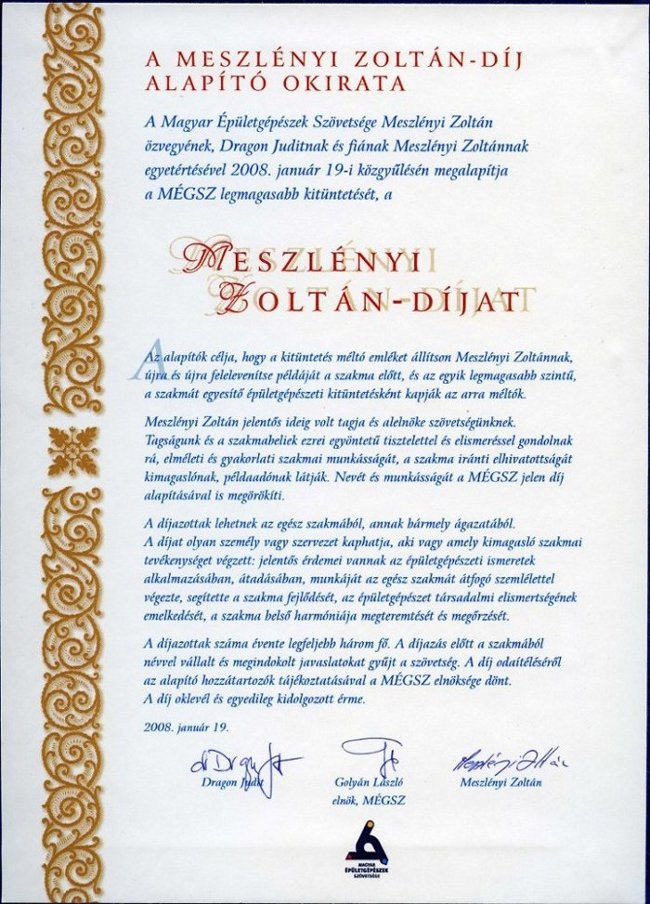 A MESZLÉNYI ZOLTÁN-DÍJ
ALAPÍTÓ OKIRATA
A Magyar Épületgépészek Szövetsége Meszlényi Zoltán
özvegyének, Dragon Juditnak és fiának Meszlényi Zoltánnak
egyetértésével 2008. január 19-i közgyűlésén megalapítja
a MÉGSZ legmagasabb kitüntetését, a
MESZLÉNYI
ZOLTÁN-DÍJAT
Az alapítók célja, hogy a kitüntetés méltó emléket állítson Meszlényi Zoltánnak,
újra és újra felelevenítse példáját a szakma előtt, és az egyik legmagasabb szintű,
a szakmát egyesítő épületgépészeti kitüntetésként kapják az arra méltók.
Meszlényi Zoltán jelentős ideig volt tagja és alelnöke szövetségünknek.
Tagságunk és a szakmabeliek ezrei egyöntetű tisztelettel és elismeréssel gondolnak
rá, elméleti és gyakorlati szakmai munkásságát, a szakma iránti elhivatottságát
kimagaslónak, példaadónak látják. Nevét és munkásságát a MÉGSZ jelen díj
alapításával is megörökíti.
A díjazottak lehetnek az egész szakmából, annak bármely ágazatából.
A díjat olyan személy vagy szervezet kaphatja, aki vagy amely kimagasló szakmai
tevékenységet végzett: jelentős érdemei vannak az épületgépészeti ismeretek
alkalmazásában, átadásában, munkáját az egész szakmát átfogó szemlélettel
végezte, segítette a szakma fejlődését, az épületgépészet társadalmi elismertségének
emelkedését, a szakma belső harmóniája megteremtését és megőrzését.
A díjazottak száma évente legfeljebb három fő. A díjazás előtt a szakmából
névvel vállalt és megindokolt javaslatokat gyűjt a szövetség. A díj odaítéléséről
az alapító hozzátartozók tájékoztatásával a MÉGSZ elnöksége dönt.
A díj oklevél és egyedileg kidolgozott érme.
2008. január 19.
Dragon Judit Golyán László Meszlényi Zoltán
elnök, MÉGSZ
MAGYAR
ÉPÜLETGÉPÉSZEK
SZÖVETSÉGE